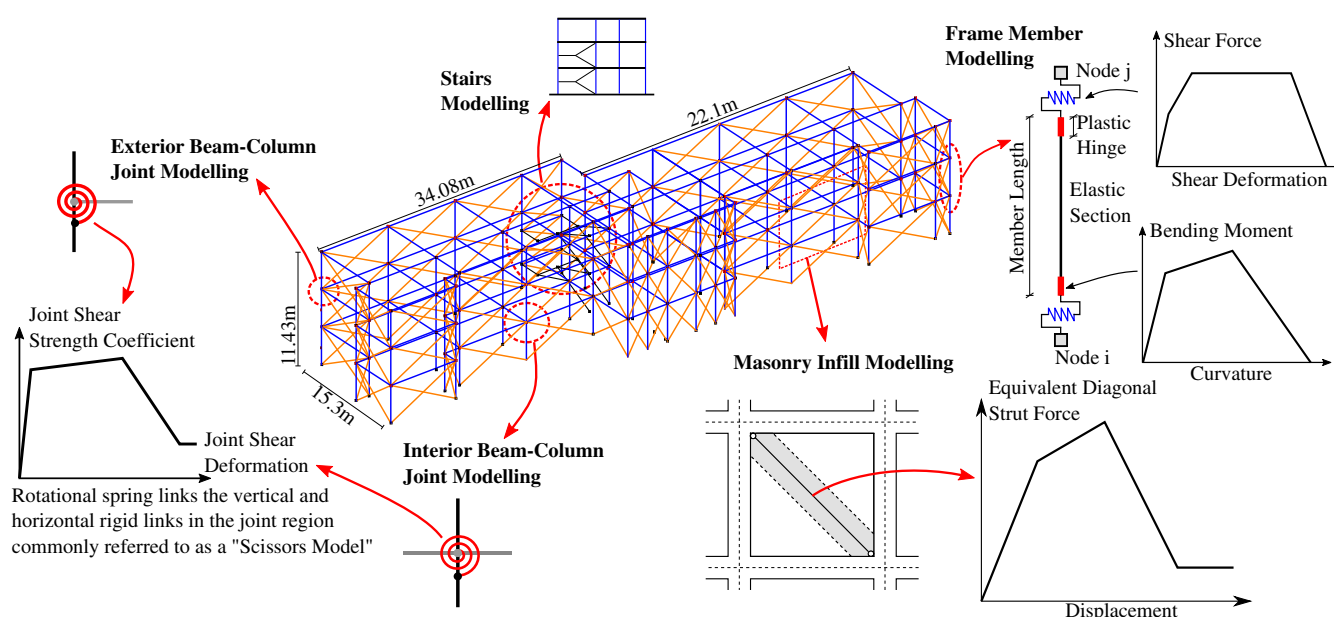 Stairs
Modelling
Frame Member
Modelling
Node j
Plastic
Hinge
Member Length
Elastic
Section
Node i
Shear Force
Shear Deformation
Bending Moment
Curvature
22.1m
34.08m
11.43m
15.3m
Exterior Beam-Column
Joint Modelling
Joint Shear
Strength Coefficient
Joint Shear
Deformation
Rotational spring links the vertical and
horizontal rigid links in the joint region
commonly referred to as a "Scissors Model"
Interior Beam-Column
Joint Modelling
Masonry Infill Modelling
Equivalent Diagonal
Strut Force
Displacement